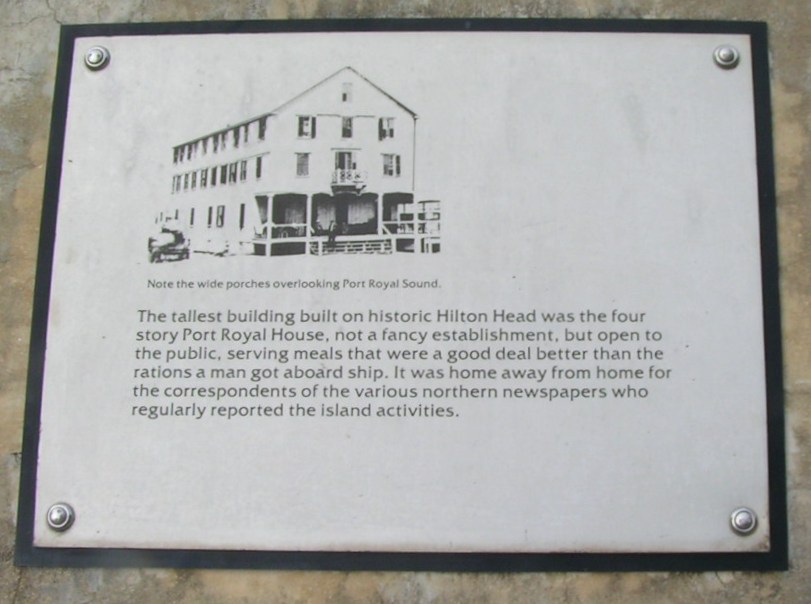 Note the wide porches overlooking Port Royal Sound.
The tallest building built on historic Hilton Head was the four
story Port Royal House, not a fancy establishment, but open to
the public, serving meals that were a good deal better than the
rations a man got aboard ship. It was home away from home for
the correspondents of the various northern newspapers who
regularly reported the island activities.